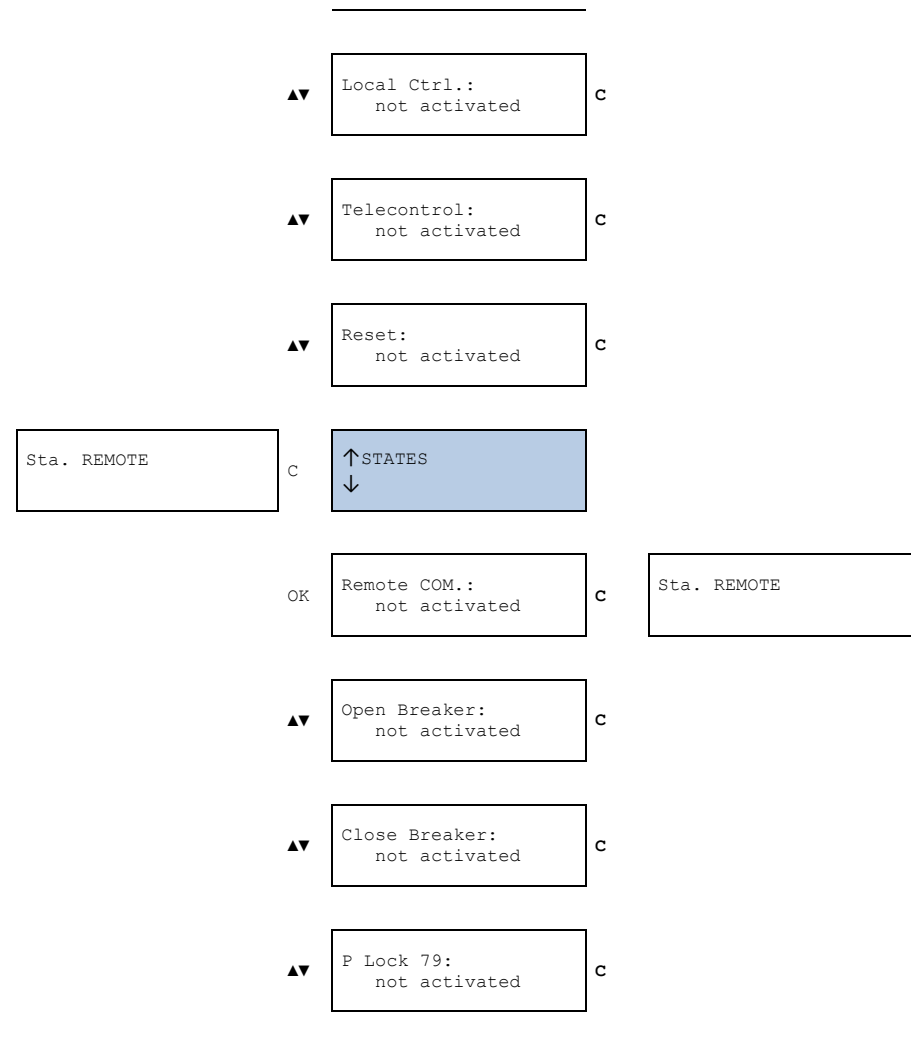 Local Ctrl.:
▲▼ not activated C
Telecontrol:
▲▼ not activated C
Reset:
▲▼ not activated C
Sta. REMOTE C ↑STATES
↓
OK Remote COM.: C Sta. REMOTE
not activated
Open Breaker:
▲▼ not activated C
Close Breaker:
▲▼ not activated C
P Lock 79:
▲▼ not activated C